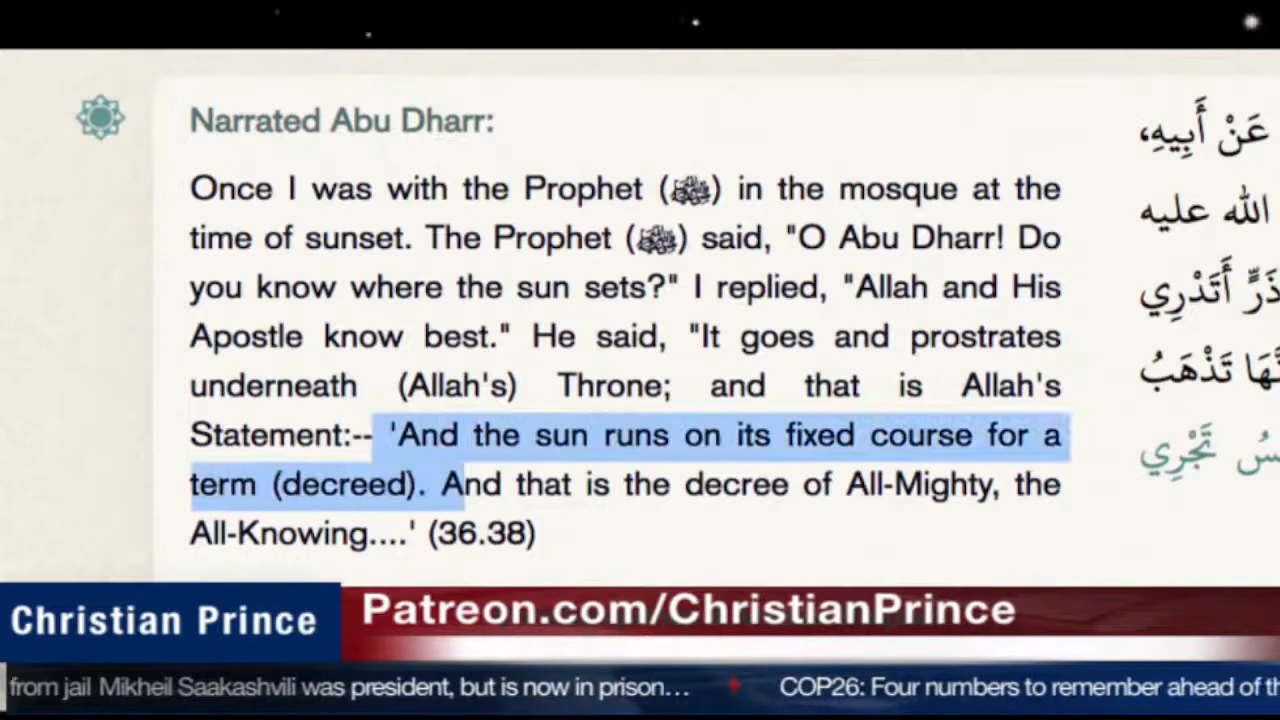 Narrated Abu Dharr:
Once I was with the Prophet (ﷺ) in the mosque at the
time of sunset. The Prophet (ﷺ) said, "O Abu Dharr! Do
you know where the sun sets?" I replied, "Allah and His
Apostle know best." He said, "It goes and prostrates
underneath (Allah's) Throne; and that is Allah's
Statement:-- 'And the sun runs on its fixed course for a
term (decreed). And that is the decree of All-Mighty, the
All-Knowing....' (36.38)
عَنْ أَبِيهِ،
الله عليه
ذَرٍّ أَتَدْرِي
تَذْهَبُ
تَجْرِي
Christian Prince
Patreon.com/ChristianPrince
from jail Mikheil Saakashvili was president, but is now in prison... COP26: Four numbers to remember ahead of